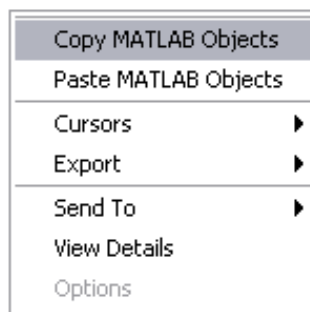 Copy MATLAB Objects
Paste MATLAB Objects
Cursors
Export
Send To
View Details
Options